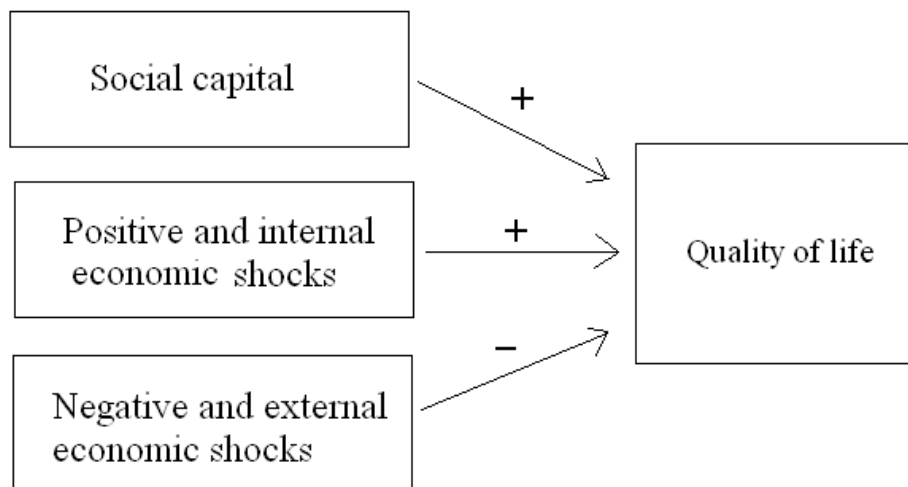 Social capital
+
Positive and internal
economic shocks
+
Quality of life
−
Negative and external
economic shocks